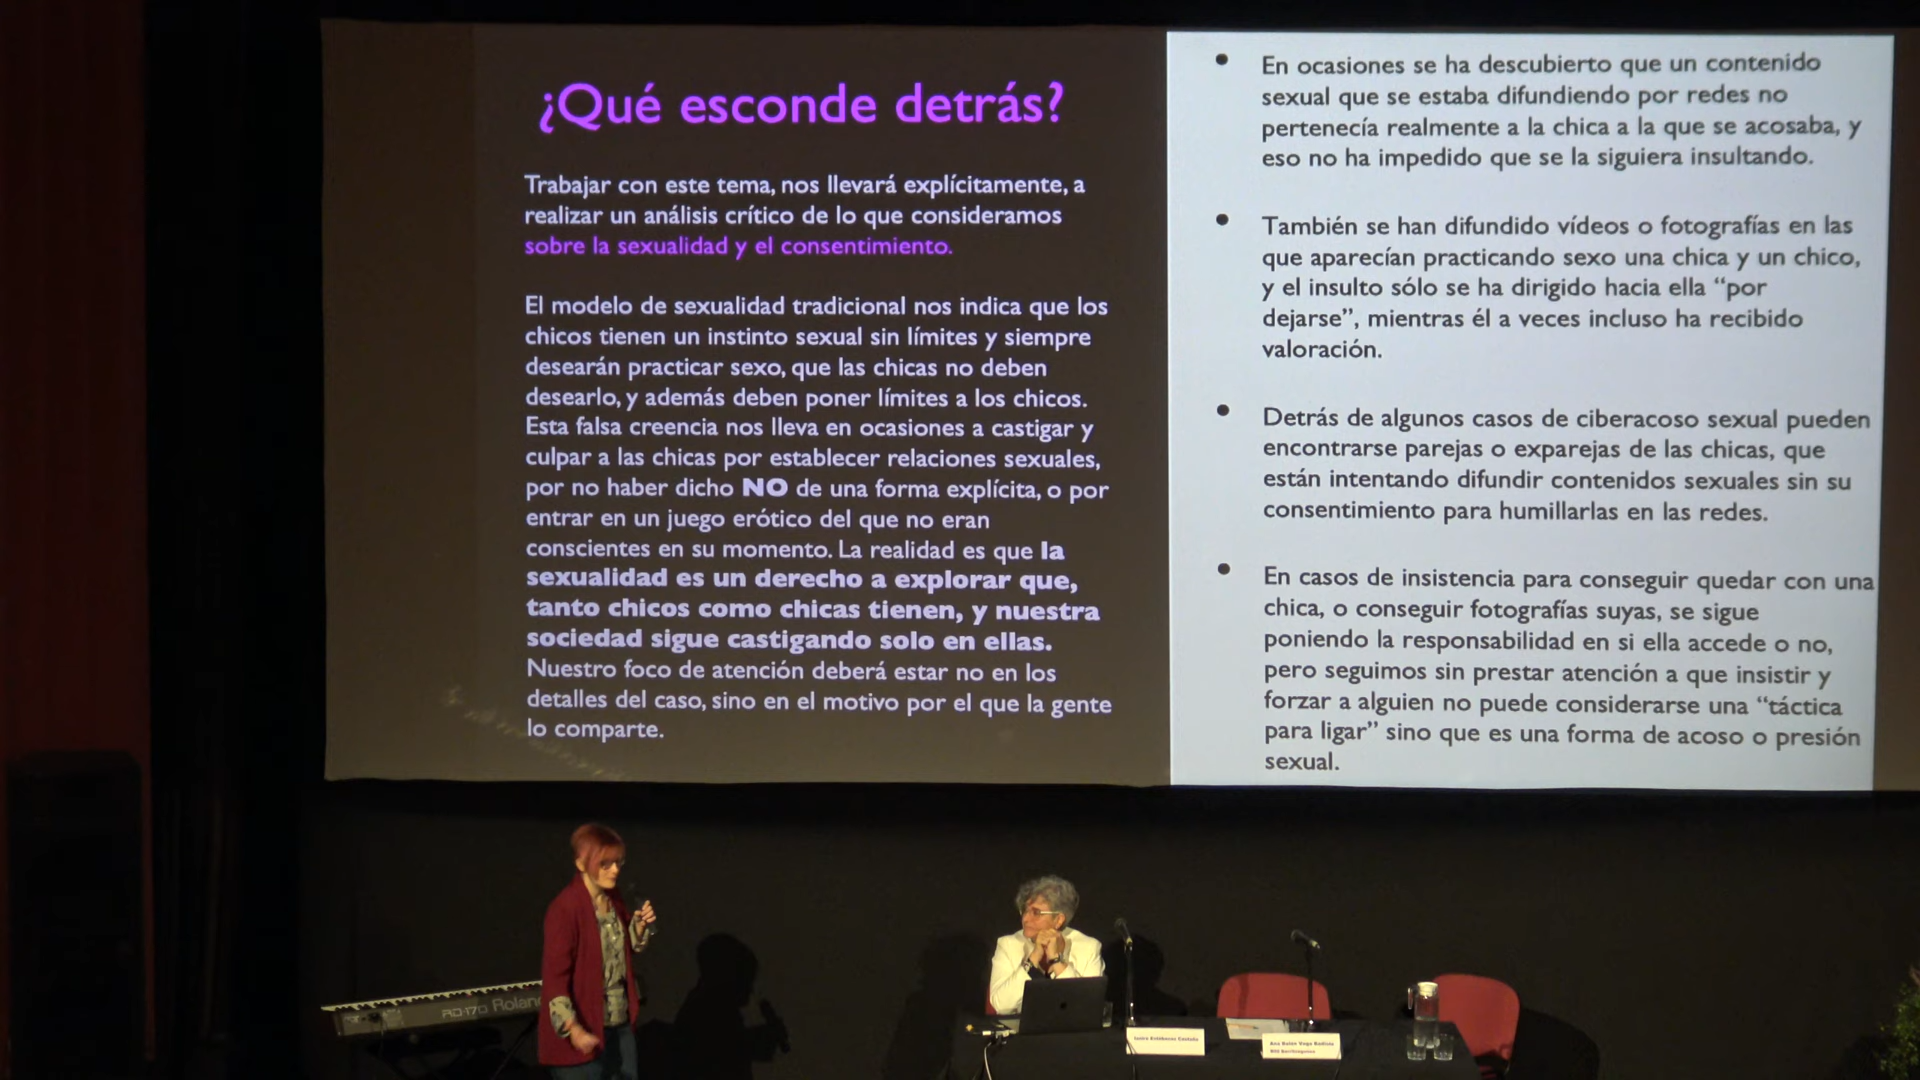 ¿Qué esconde detrás?
Trabajar con este tema, nos llevará explícitamente, a
realizar un análisis crítico de lo que consideramos
sobre la sexualidad y el consentimiento.
El modelo de sexualidad tradicional nos indica que los
chicos tienen un instinto sexual sin límites y siempre
desearán practicar sexo, que las chicas no deben
desearlo, y además deben poner límites a los chicos.
Esta falsa creencia nos lleva en ocasiones a castigar y
culpar a las chicas por establecer relaciones sexuales,
por no haber dicho NO de una forma explícita, o por
entrar en un juego erótico del que no eran
conscientes en su momento. La realidad es que la
sexualidad es un derecho a explorar que,
tanto chicos como chicas tienen, y nuestra
sociedad sigue castigando solo en ellas.
Nuestro foco de atención deberá estar no en los
detalles del caso, sino en el motivo por el que la gente
lo comparte.
• En ocasiones se ha descubierto que un contenido
sexual que se estaba difundiendo por redes no
pertenecía realmente a la chica a la que se acosaba, y
eso no ha impedido que se la siguiera insultando.
• También se han difundido vídeos o fotografías en las
que aparecían practicando sexo una chica y un chico,
y el insulto sólo se ha dirigido hacia ella “por
dejarse”, mientras él a veces incluso ha recibido
valoración.
• Detrás de algunos casos de ciberacoso sexual pueden
encontrarse parejas o exparejas de las chicas, que
están intentando difundir contenidos sexuales sin su
consentimiento para humillarlas en las redes.
• En casos de insistencia para conseguir quedar con una
chica, o conseguir fotografías suyas, se sigue
poniendo la responsabilidad en si ella accede o no,
pero seguimos sin prestar atención a que insistir y
forzar a alguien no puede considerarse una “táctica
para ligar” sino que es una forma de acoso o presión
sexual.
RD-170 Roland